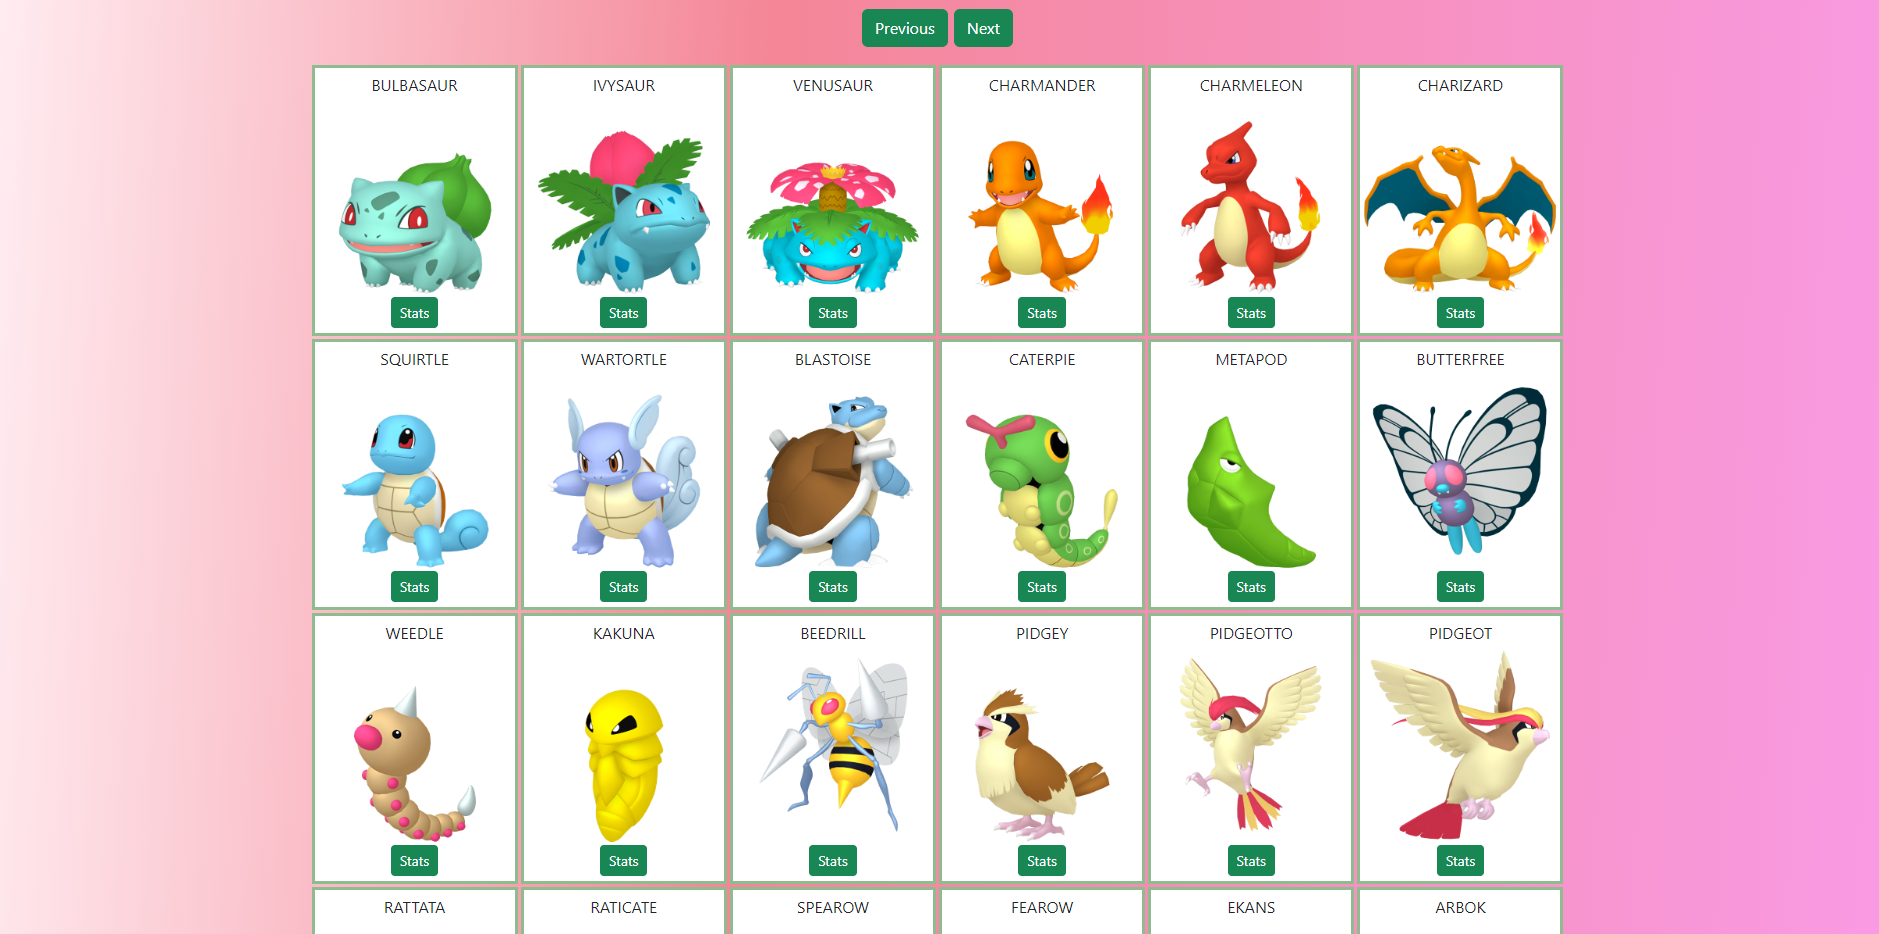 Previous Next
BULBASAUR IVYSAUR VENUSAUR CHARMANDER CHARMELEON CHARIZARD
Stats Stats Stats Stats Stats Stats
SQUIRTLE WARTORTLE BLASTOISE CATERPIE METAPOD BUTTERFREE
Stats Stats Stats Stats Stats Stats
WEEDLE KAKUNA BEEDRILL PIDGEY PIDGEOTTO PIDGEOT
Stats Stats Stats Stats Stats Stats
RATTATA RATICATE SPEAROW FEAROW EKANS ARBOK